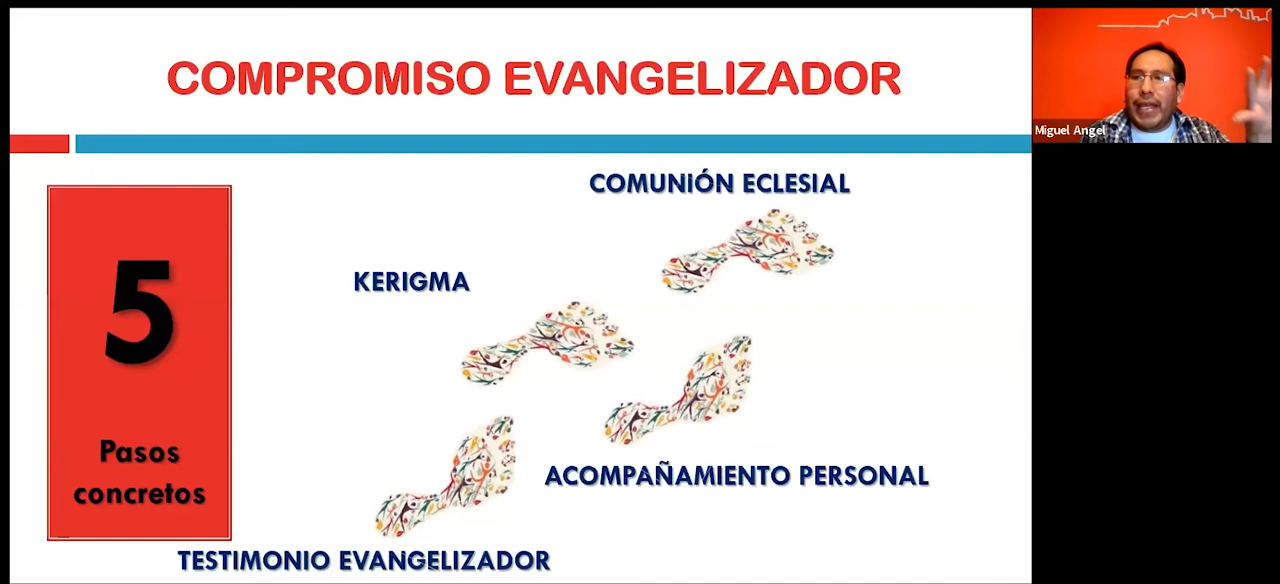 COMPROMISO EVANGELIZADOR
Miguel Angel
COMUNiÓN ECLESIAL
KERIGMA
5
Pasos
concretos
ACOMPAÑAMIENTO PERSONAL
TESTIMONIO EVANGELIZADOR